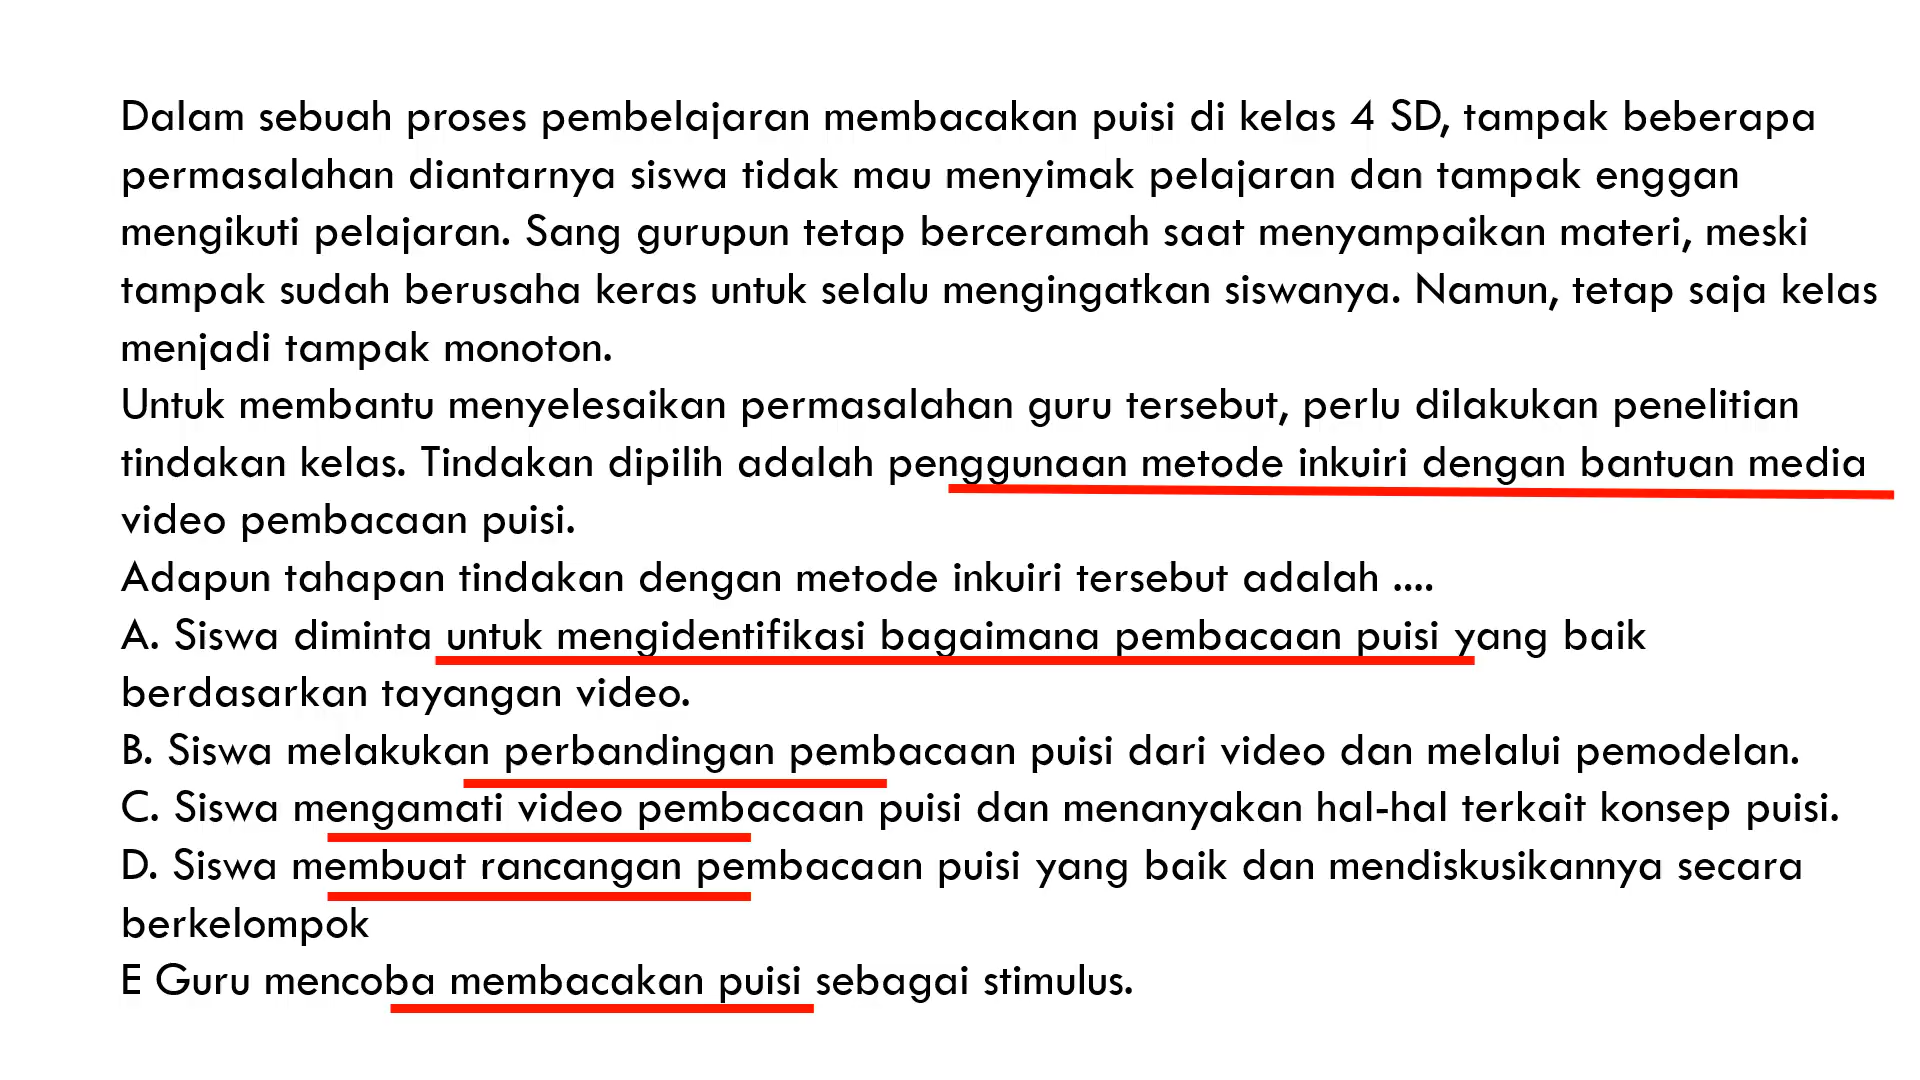 Dalam sebuah proses pembelajaran membacakan puisi di kelas 4 SD, tampak beberapa
permasalahan diantarnya siswa tidak mau menyimak pelajaran dan tampak enggan
mengikuti pelajaran. Sang gurupun tetap berceramah saat menyampaikan materi, meski
tampak sudah berusaha keras untuk selalu mengingatkan siswanya. Namun, tetap saja kelas
menjadi tampak monoton.
Untuk membantu menyelesaikan permasalahan guru tersebut, perlu dilakukan penelitian
tindakan kelas. Tindakan dipilih adalah penggunaan metode inkuiri dengan bantuan media
video pembacaan puisi.
Adapun tahapan tindakan dengan metode inkuiri tersebut adalah ....
A. Siswa diminta untuk mengidentifikasi bagaimana pembacaan puisi yang baik
berdasarkan tayangan video.
B. Siswa melakukan perbandingan pembacaan puisi dari video dan melalui pemodelan.
C. Siswa mengamati video pembacaan puisi dan menanyakan hal-hal terkait konsep puisi.
D. Siswa membuat rancangan pembacaan puisi yang baik dan mendiskusikannya secara
berkelompok
E Guru mencoba membacakan puisi sebagai stimulus.